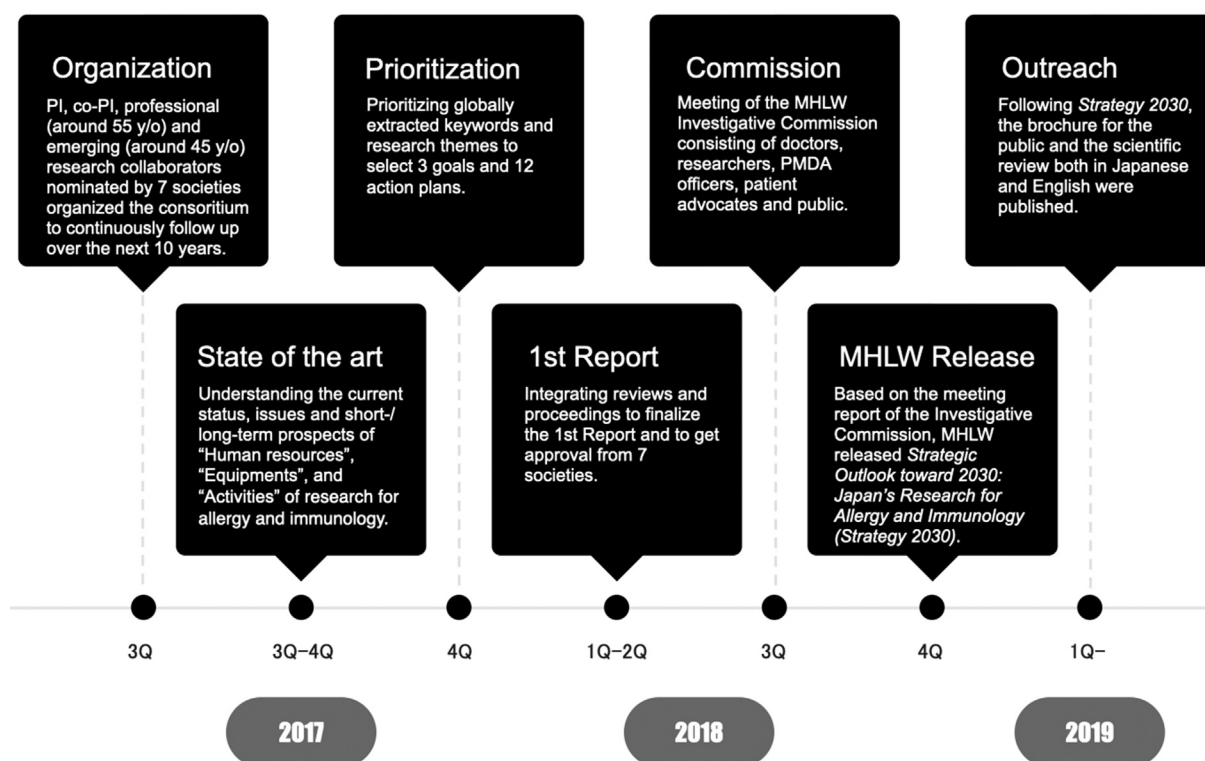 Organization
PI, co-PI, professional
(around 55 y/o) and
emerging (around 45 y/o)
research collaborators
nominated by 7 societies
organized the consoritium
to continuously follow up
over the next 10 years.
Prioritization
Prioritizing globally
extracted keywords and
research themes to
select 3 goals and 12
action plans.
Commission
Meeting of the MHLW
Investigative Commission
consisting of doctors,
researchers, PMDA
officers, patient
advocates and public.
Outreach
Following Strategy 2030,
the brochure for the
public and the scientific
review both in Japanese
and English were
published.
State of the art
Understanding the current
status, issues and short-/
long-term prospects of
“Human resources”,
“Equipments”, and
“Activities” of research for
allergy and immunology.
1st Report
Integrating reviews and
proceedings to finalize
the 1st Report and to get
approval from 7
societies.
MHLW Release
Based on the meeting
report of the Investigative
Commission, MHLW
released Strategic
Outlook toward 2030:
Japan’s Research for
Allergy and Immunology
(Strategy 2030).
3Q
3Q–4Q
4Q
1Q–2Q
3Q
4Q
1Q–
2017
2018
2019